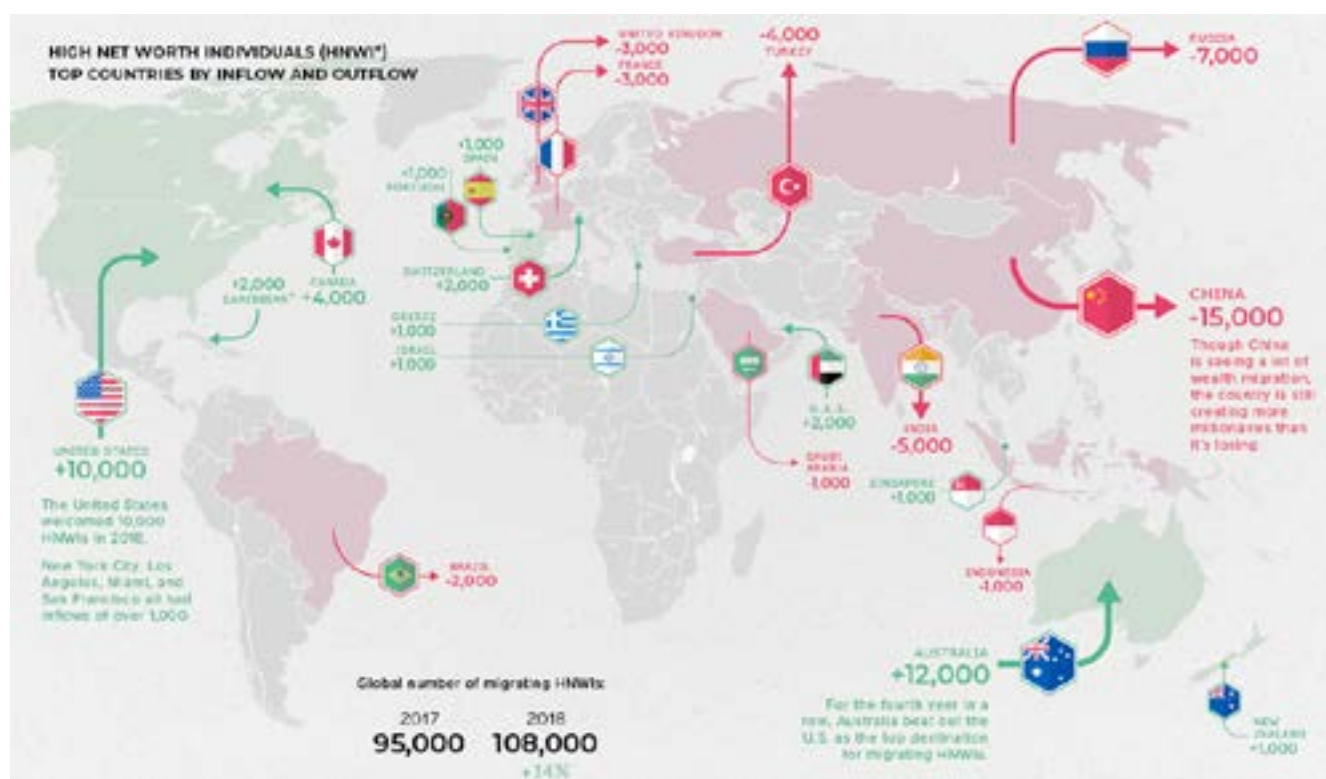 HIGH NET WORTH INDIVIDUALS (HNWI*)
TOP COUNTRIES BY INFLOW AND OUTFLOW
UNITED KINGDOM
-3,000
FRANCE
-3,000
-4,000
TURKEY
RUSSIA
-7,000
+1,000
SPAIN
+1,000
PORTUGAL
SWITZERLAND
+2,000
GREECE
+1,000
ISRAEL
+1,000
+2,000
CARIBBEAN
CANADA
+4,000
UNITED STATES
+10,000
The United States
welcomed 10,000
HNWIs in 2018.
New York City, Los
Angeles, Miami, and
San Francisco all had
inflows of over 1,000
BRAZIL
-2,000
U.A.E.
+2,000
SAUDI
ARABIA
-1,000
INDIA
-5,000
CHINA
-15,000
Though China
is seeing a lot of
wealth migration,
the country is still
creating more
millionaires than
it's losing
SINGAPORE
+1,000
INDONESIA
-1,000
AUSTRALIA
+12,000
For the fourth year in a
row, Australia beat out the
U.S. as the top destination
for migrating HNWIs.
NEW
ZEALAND
+1,000
Global number of migrating HNWIs:
2017
95,000
2018
108,000
+14%